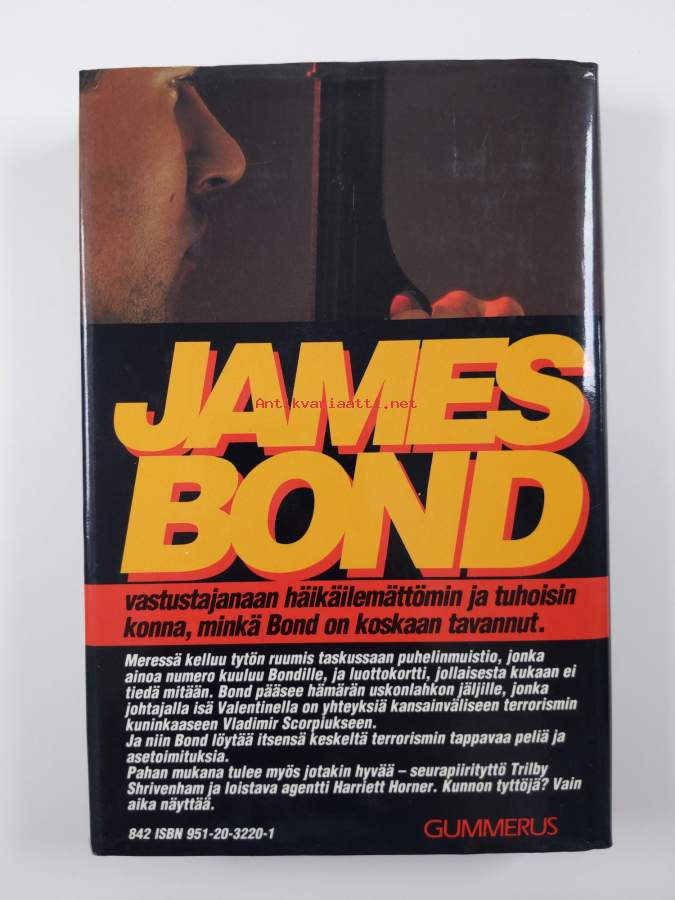 JAMES
Antikvariaatti.net
BOND
vastustajanaan häikäilemättömin ja tuhoisin
konna, minkä Bond on koskaan tavannut.
Meressä kelluu tytön ruumis taskussaan puhelinmuistio, jonka
ainoa numero kuuluu Bondille, ja luottokortti, jollaisesta kukaan ei
tiedä mitään. Bond pääsee hämärän uskonlahkon jäljille, jonka
johtajalla isä Valentinella on yhteyksiä kansainväliseen terrorismin
kuninkaaseen Vladimir Scorpiukseen.
Ja niin Bond löytää itsensä keskeltä terrorismin tappavaa peliä ja
asetoimituksia.
Pahan mukana tulee myös jotakin hyvää – seurapiirityttö Trilby
Shrivenham ja loistava agentti Harriett Horner. Kunnon tyttöjä? Vain
aika näyttää.
842 ISBN 951-20-3220-1
GUMMERUS